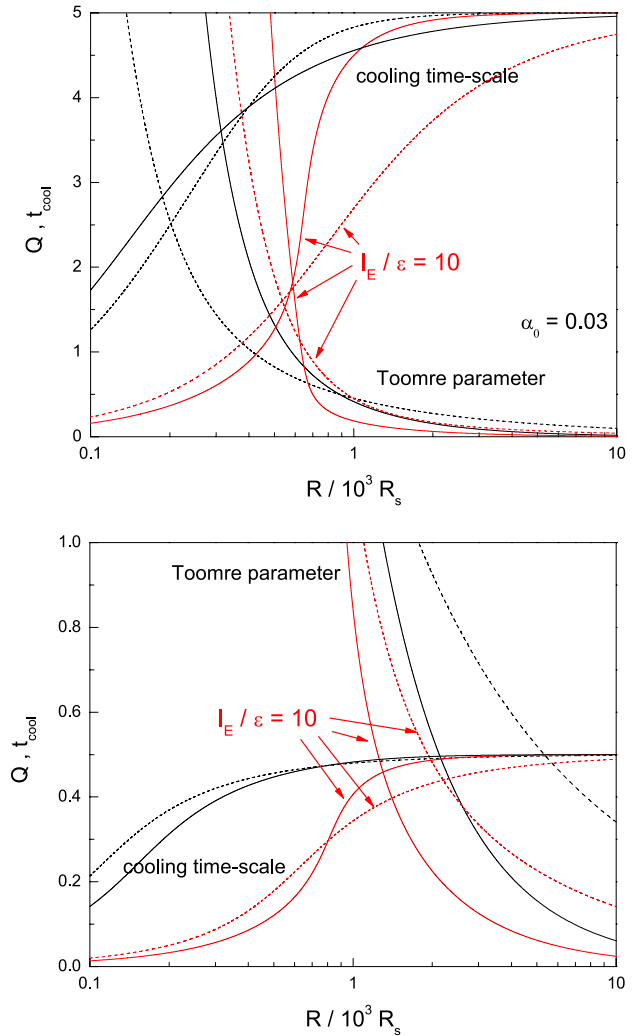 5
4
3
2
1
0
Q , t_cool
cooling time-scale
I_E / ε = 10
α_0 = 0.03
Toomre parameter
0.1
1
10
R / 10^3 R_s
1.0
0.8
0.6
0.4
0.2
0.0
Q , t_cool
Toomre parameter
I_E / ε = 10
cooling time-scale
0.1
1
10
R / 10^3 R_s